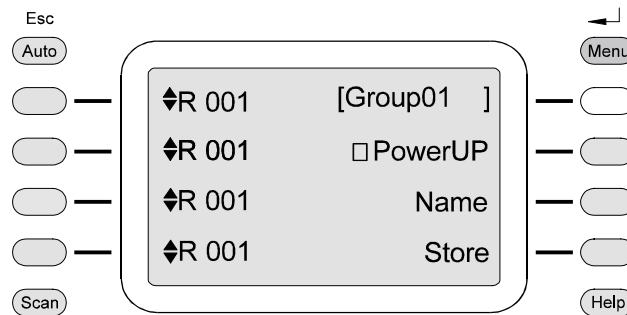 Esc
Auto
Menu
R 001 [Group01 ]
R 001 PowerUP
R 001 Name
R 001 Store
Scan
Help